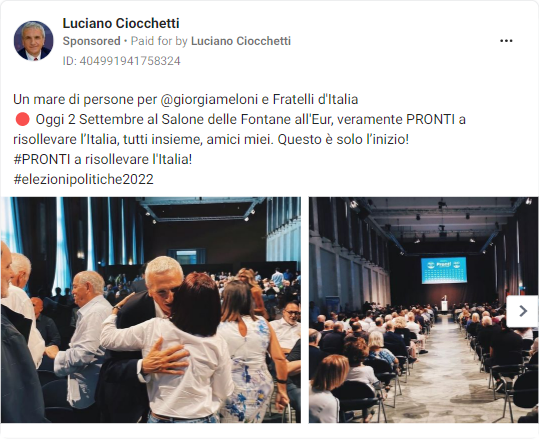 Luciano Ciocchetti
Sponsored • Paid for by Luciano Ciocchetti
ID: 404991941758324
Un mare di persone per @giorgiameloni e Fratelli d'Italia
🔴 Oggi 2 Settembre al Salone delle Fontane all'Eur, veramente PRONTI a
risollevare l'Italia, tutti insieme, amici miei. Questo è solo l'inizio!
#PRONTI a risollevare l'Italia!
#elezionipolitiche2022
Pronti